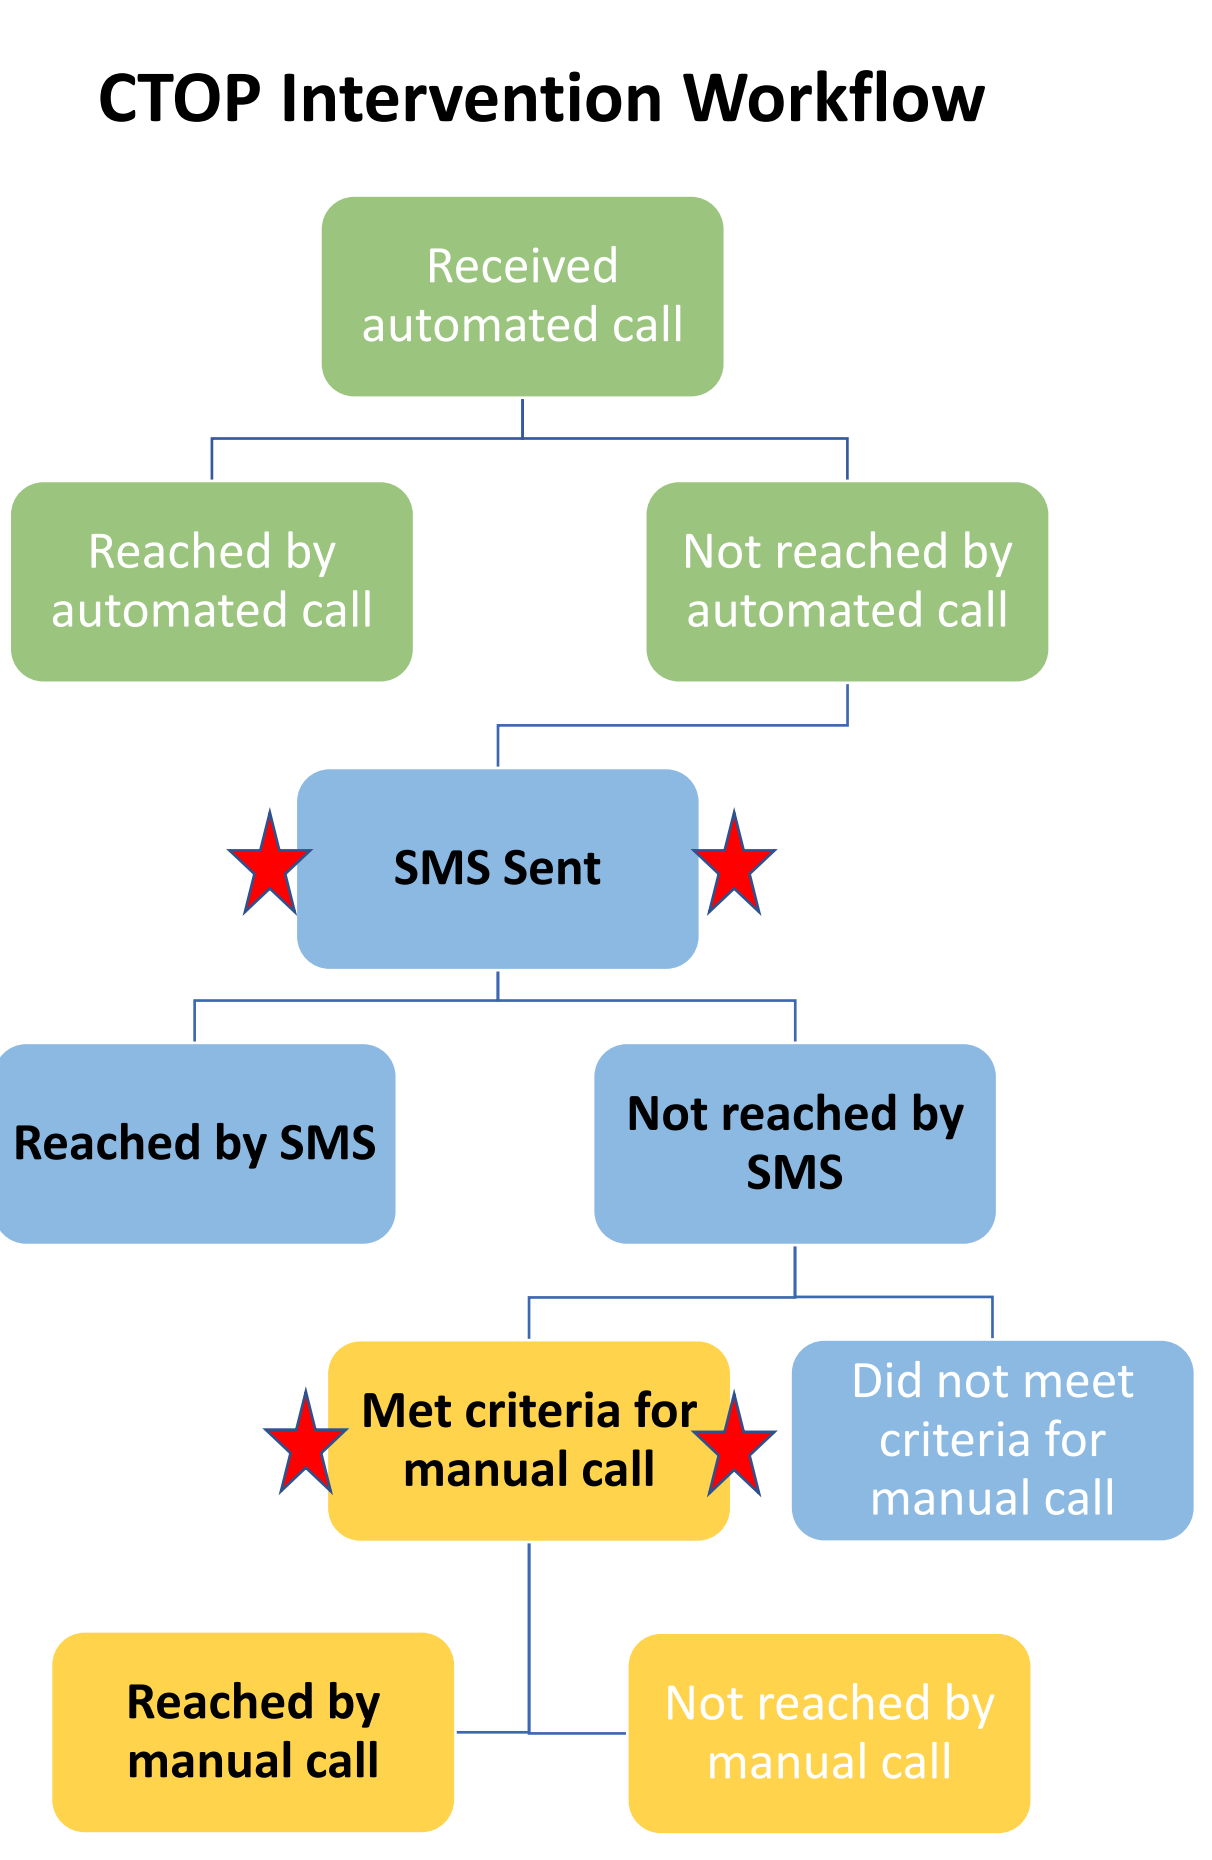 CTOP Intervention Workflow
Received
automated call
Reached by
automated call
Not reached by
automated call
SMS Sent
Reached by SMS
Not reached by
SMS
Met criteria for
manual call
Did not meet
criteria for
manual call
Reached by
manual call
Not reached by
manual call